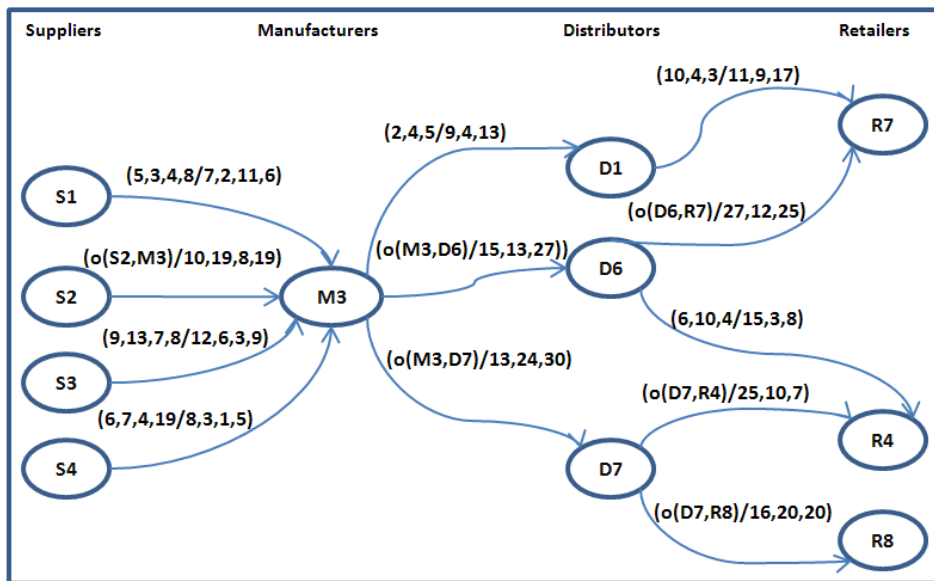 Suppliers Manufacturers Distributors Retailers
(10,4,3/11,9,17)
R7
(2,4,5/9,4,13)
D1
(5,3,4,8/7,2,11,6)
S1
(o(D6,R7)/27,12,25)
(o(S2,M3)/10,19,8,19)
(o(M3,D6)/15,13,27))
D6
S2
M3
(6,10,4/15,3,8)
(9,13,7,8/12,6,3,9)
(o(M3,D7)/13,24,30)
S3
(o(D7,R4)/25,10,7)
(6,7,4,19/8,3,1,5)
R4
S4
D7
(o(D7,R8)/16,20,20)
R8